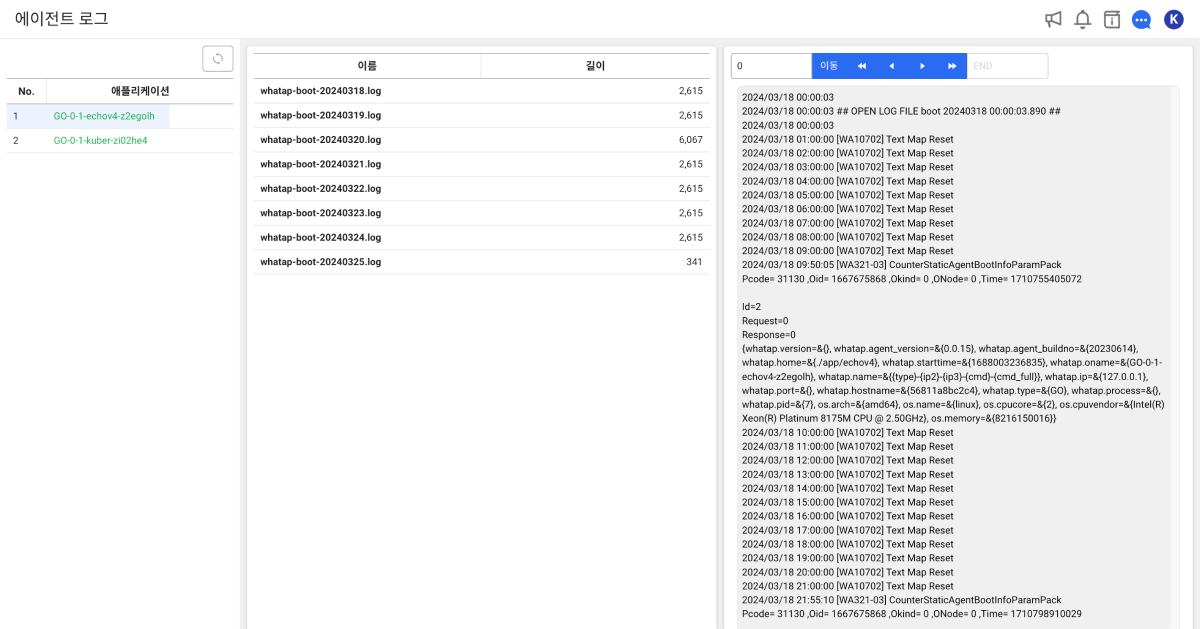 에이전트 로그
K
No. 애플리케이션
1 GO-0-1-echov4-z2egolh
2 GO-0-1-kuber-zi02he4
이름 길이
whatap-boot-20240318.log 2,615
whatap-boot-20240319.log 2,615
whatap-boot-20240320.log 6,067
whatap-boot-20240321.log 2,615
whatap-boot-20240322.log 2,615
whatap-boot-20240323.log 2,615
whatap-boot-20240324.log 2,615
whatap-boot-20240325.log 341
0 이동 END
2024/03/18 00:00:03
2024/03/18 00:00:03 ## OPEN LOG FILE boot 20240318 00:00:03.890 ##
2024/03/18 00:00:03
2024/03/18 01:00:00 [WA10702] Text Map Reset
2024/03/18 02:00:00 [WA10702] Text Map Reset
2024/03/18 03:00:00 [WA10702] Text Map Reset
2024/03/18 04:00:00 [WA10702] Text Map Reset
2024/03/18 05:00:00 [WA10702] Text Map Reset
2024/03/18 06:00:00 [WA10702] Text Map Reset
2024/03/18 07:00:00 [WA10702] Text Map Reset
2024/03/18 08:00:00 [WA10702] Text Map Reset
2024/03/18 09:00:00 [WA10702] Text Map Reset
2024/03/18 09:50:05 [WA321-03] CounterStaticAgentBootInfoParamPack
Pcode= 31130 ,Oid= 1667675868 ,Okind= 0 ,ONode= 0 ,Time= 1710755405072
Id=2
Request=0
Response=0
{whatap.version=&{}, whatap.agent_version=&{0.0.15}, whatap.agent_buildno=&{20230614},
whatap.home=&{./app/echov4}, whatap.starttime=&{1688003236835}, whatap.oname=&{GO-0-1-
echov4-z2egolh}, whatap.name=&{{type}-{ip2}-{ip3}-{cmd}-{cmd_full}}, whatap.ip=&{127.0.0.1},
whatap.port=&{}, whatap.hostname=&{56811a8bc2c4}, whatap.type=&{GO}, whatap.process=&{},
whatap.pid=&{7}, os.arch=&{amd64}, os.name=&{linux}, os.cpucore=&{2}, os.cpuvendor=&{Intel(R)
Xeon(R) Platinum 8175M CPU @ 2.50GHz}, os.memory=&{8216150016}}
2024/03/18 10:00:00 [WA10702] Text Map Reset
2024/03/18 11:00:00 [WA10702] Text Map Reset
2024/03/18 12:00:00 [WA10702] Text Map Reset
2024/03/18 13:00:00 [WA10702] Text Map Reset
2024/03/18 14:00:00 [WA10702] Text Map Reset
2024/03/18 15:00:00 [WA10702] Text Map Reset
2024/03/18 16:00:00 [WA10702] Text Map Reset
2024/03/18 17:00:00 [WA10702] Text Map Reset
2024/03/18 18:00:00 [WA10702] Text Map Reset
2024/03/18 19:00:00 [WA10702] Text Map Reset
2024/03/18 20:00:00 [WA10702] Text Map Reset
2024/03/18 21:00:00 [WA10702] Text Map Reset
2024/03/18 21:55:10 [WA321-03] CounterStaticAgentBootInfoParamPack
Pcode= 31130 ,Oid= 1667675868 ,Okind= 0 ,ONode= 0 ,Time= 1710798910029